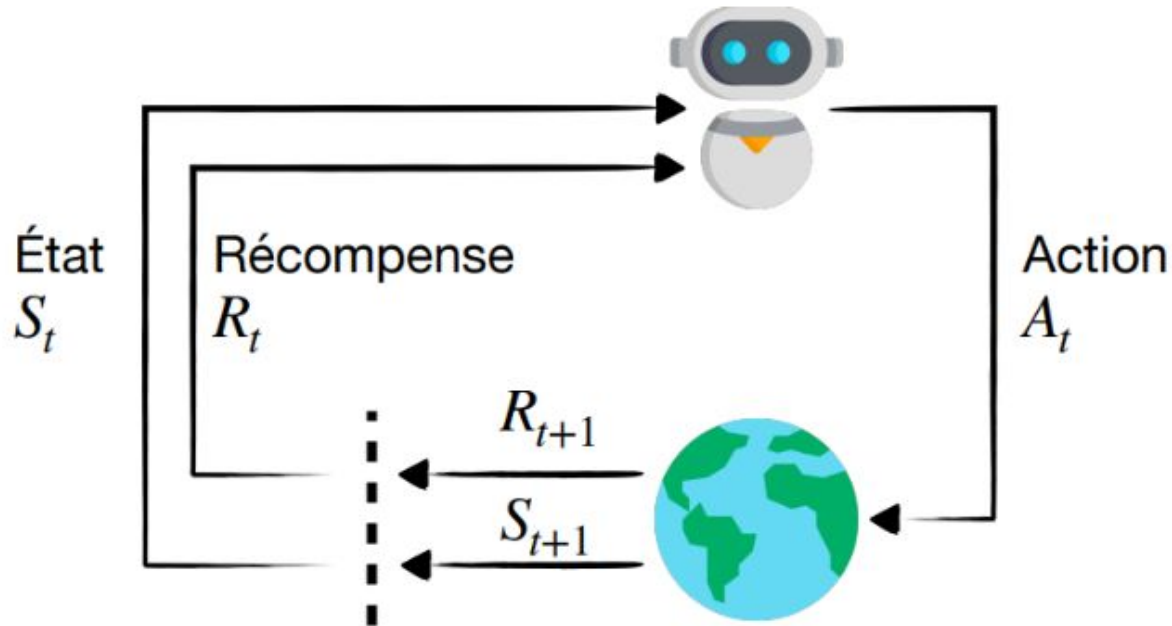 État
S_t
Récompense
R_t
Action
A_t
R_{t+1}
S_{t+1}